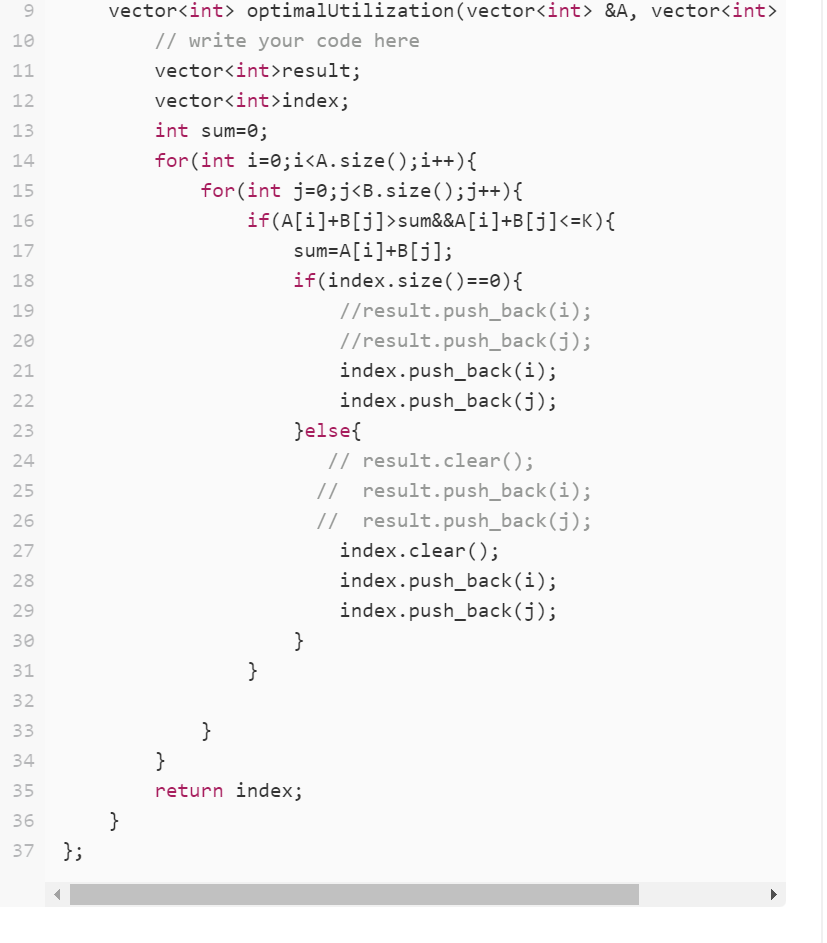 9 vector<int> optimalUtilization(vector<int> &A, vector<int>
10 // write your code here
11 vector<int>result;
12 vector<int>index;
13 int sum=0;
14 for(int i=0;i<A.size();i++){
15 for(int j=0;j<B.size();j++){
16 if(A[i]+B[j]>sum&&A[i]+B[j]<=K){
17 sum=A[i]+B[j];
18 if(index.size()==0){
19 //result.push_back(i);
20 //result.push_back(j);
21 index.push_back(i);
22 index.push_back(j);
23 }else{
24 // result.clear();
25 //  result.push_back(i);
26 //  result.push_back(j);
27 index.clear();
28 index.push_back(i);
29 index.push_back(j);
30 }
31 }
32
33 }
34 }
35 return index;
36 }
37 };